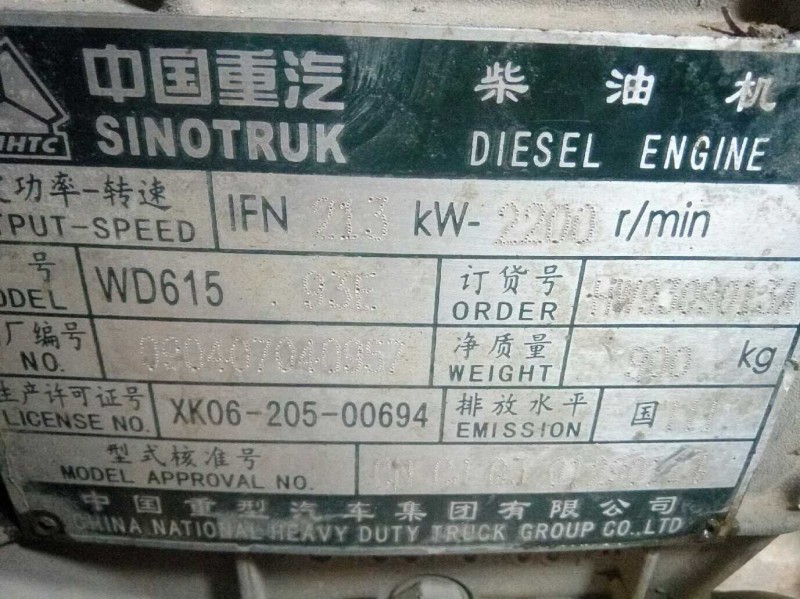 中国重汽 柴油机
HTC SINOTRUK DIESEL ENGINE
功率-转速 IFN 213 kW- 2200 r/min
PUT-SPEED
号 WD615 .93E 订货号
ODEL ORDER
厂编号 080407040957 净质量 900 kg
NO. WEIGHT
生产许可证号 XK06-205-00694 排放水平 国
LICENSE NO. EMISSION
型式核准号
MODEL APPROVAL NO.
中国重型汽车集团有限公司
CHINA NATIONAL HEAVY DUTY TRUCK GROUP CO.,LTD